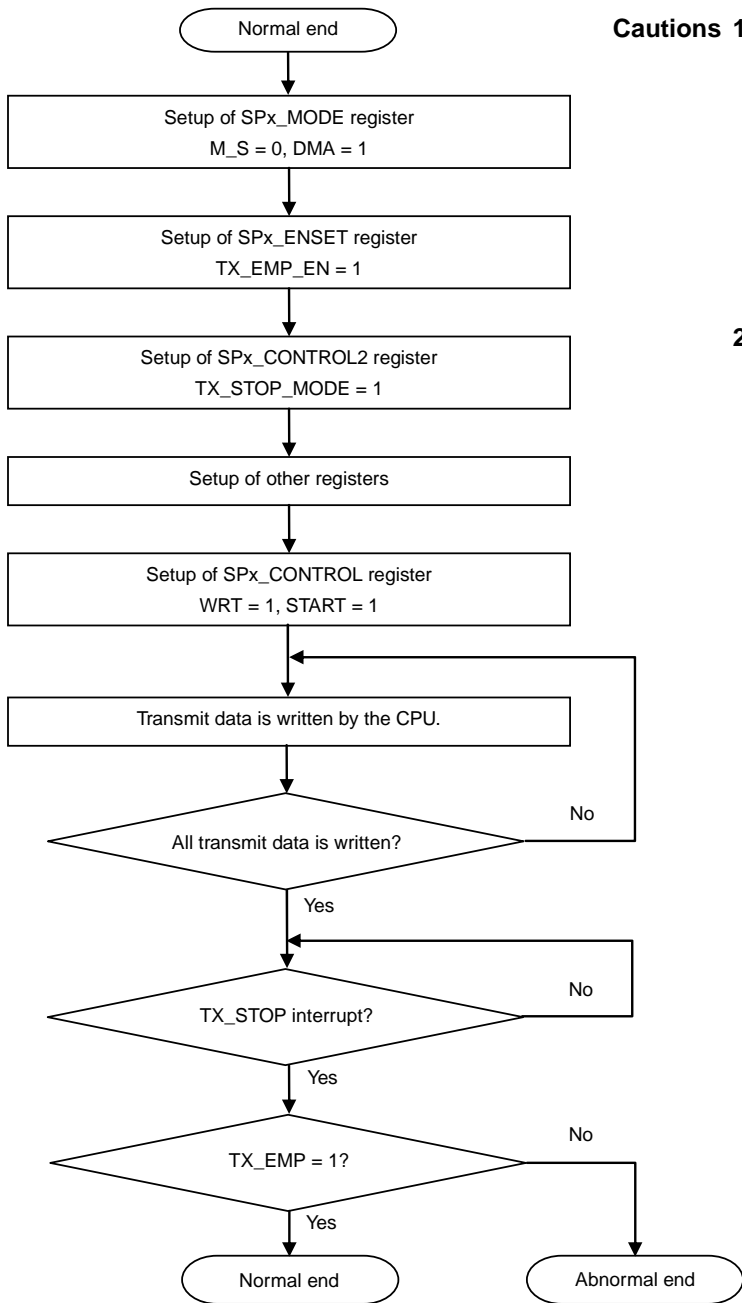 Normal end
Cautions 1
Setup of SPx_MODE register
M_S = 0, DMA = 1
Setup of SPx_ENSET register
TX_EMP_EN = 1
2
Setup of SPx_CONTROL2 register
TX_STOP_MODE = 1
Setup of other registers
Setup of SPx_CONTROL register
WRT = 1, START = 1
Transmit data is written by the CPU.
No
All transmit data is written?
Yes
No
TX_STOP interrupt?
Yes
No
TX_EMP = 1?
Yes
Normal end
Abnormal end